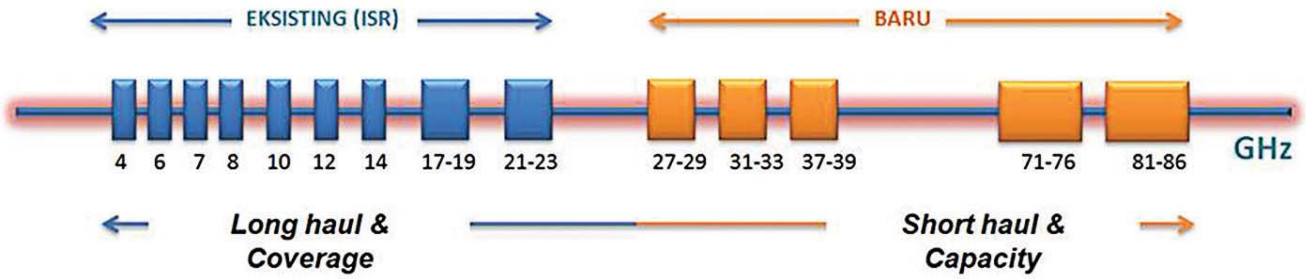 EKSISTING (ISR) BARU
4 6 7 8 10 12 14 17-19 21-23 27-29 31-33 37-39 71-76 81-86 GHz
Long haul & Short haul &
Coverage Capacity